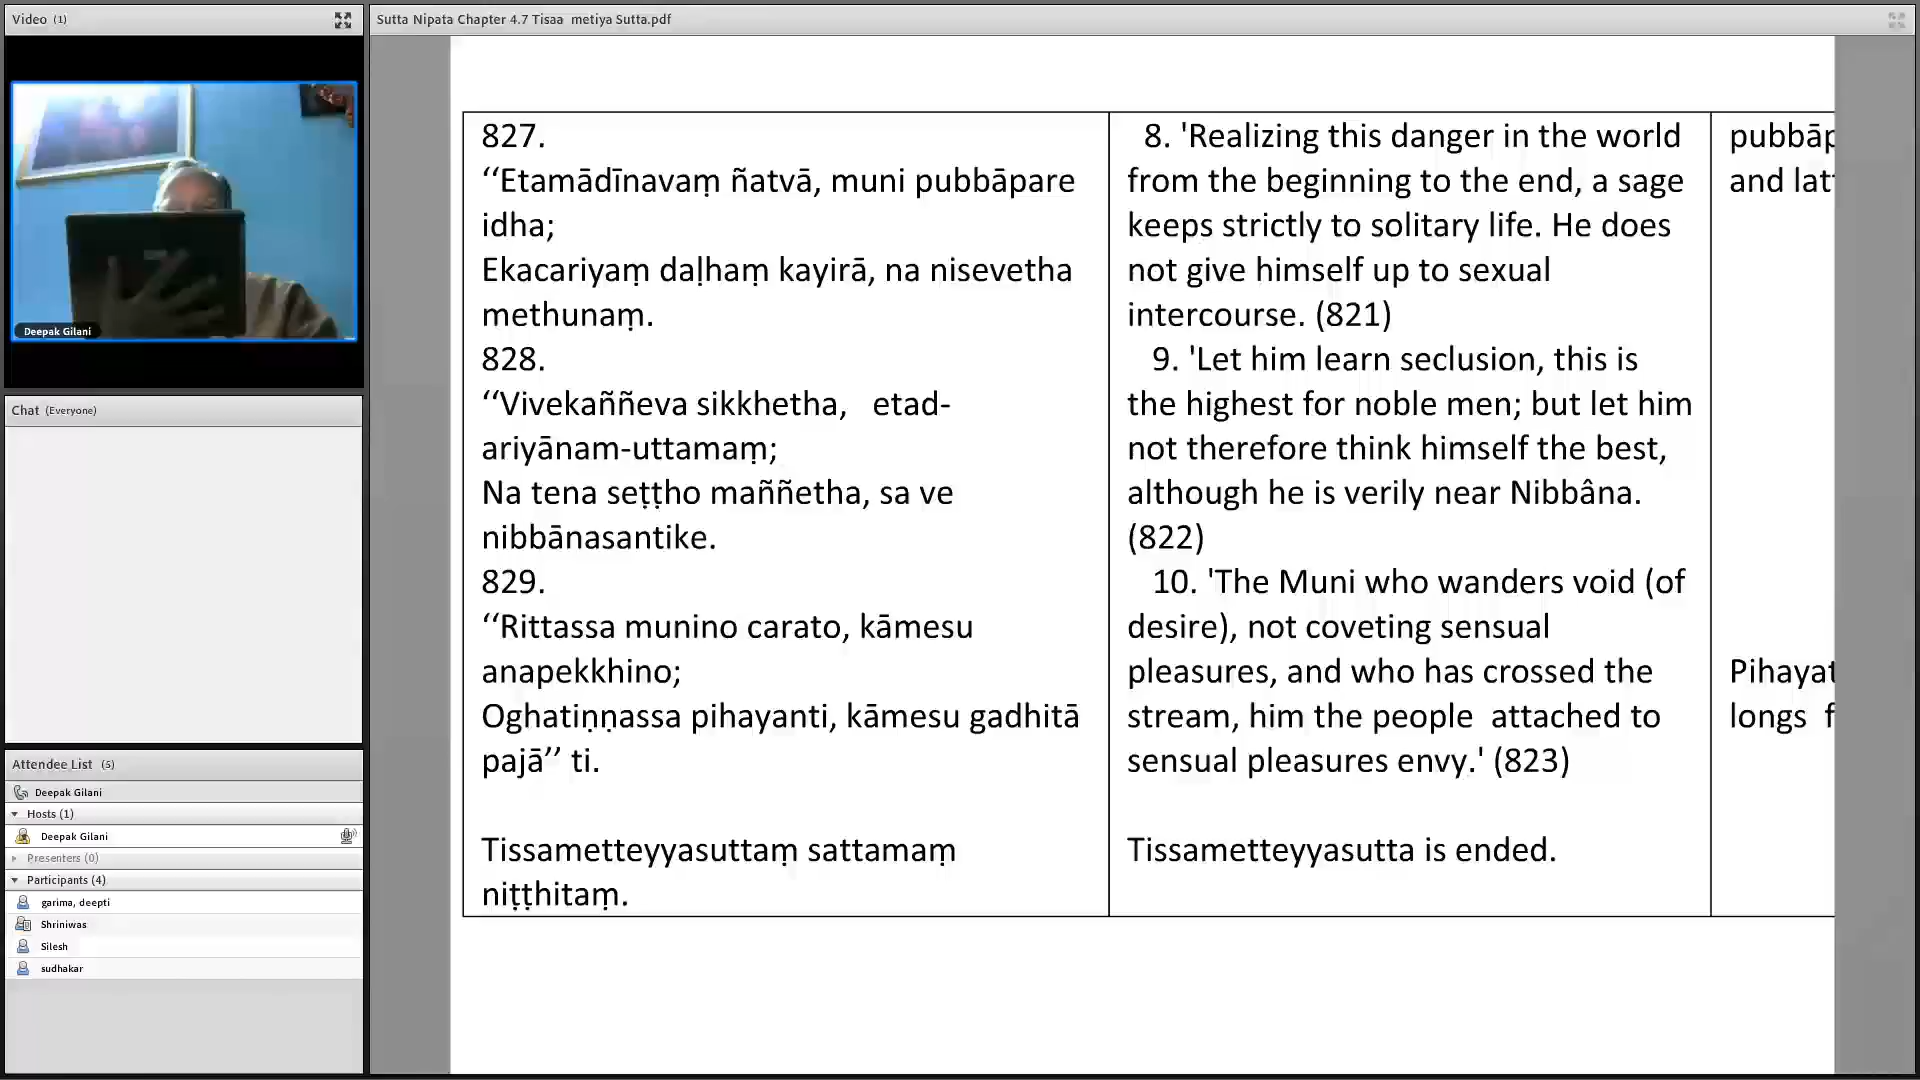 Video (1)
Sutta Nipata Chapter 4.7 Tisaa  metiya Sutta.pdf
Deepak Gilani
Chat (Everyone)
Attendee List (5)
Deepak Gilani
Hosts (1)
Deepak Gilani
Presenters (0)
Participants (4)
garima, deepti
Shriniwas
Silesh
sudhakar
827.
‘‘Etamādīnavaṃ ñatvā, muni pubbāpare
idha;
Ekacariyaṃ daḷhaṃ kayirā, na nisevetha
methunaṃ.
828.
‘‘Vivekaññeva sikkhetha,   etad-
ariyānam-uttamaṃ;
Na tena seṭṭho maññetha, sa ve
nibbānasantike.
829.
‘‘Rittassa munino carato, kāmesu
anapekkhino;
Oghatiṇṇassa pihayanti, kāmesu gadhitā
pajā’’ ti.
Tissametteyyasuttaṃ sattamaṃ
niṭṭhitaṃ.
8. 'Realizing this danger in the world
from the beginning to the end, a sage
keeps strictly to solitary life. He does
not give himself up to sexual
intercourse. (821)
9. 'Let him learn seclusion, this is
the highest for noble men; but let him
not therefore think himself the best,
although he is verily near Nibbâna.
(822)
10. 'The Muni who wanders void (of
desire), not coveting sensual
pleasures, and who has crossed the
stream, him the people  attached to
sensual pleasures envy.' (823)
Tissametteyyasutta is ended.
and
longs